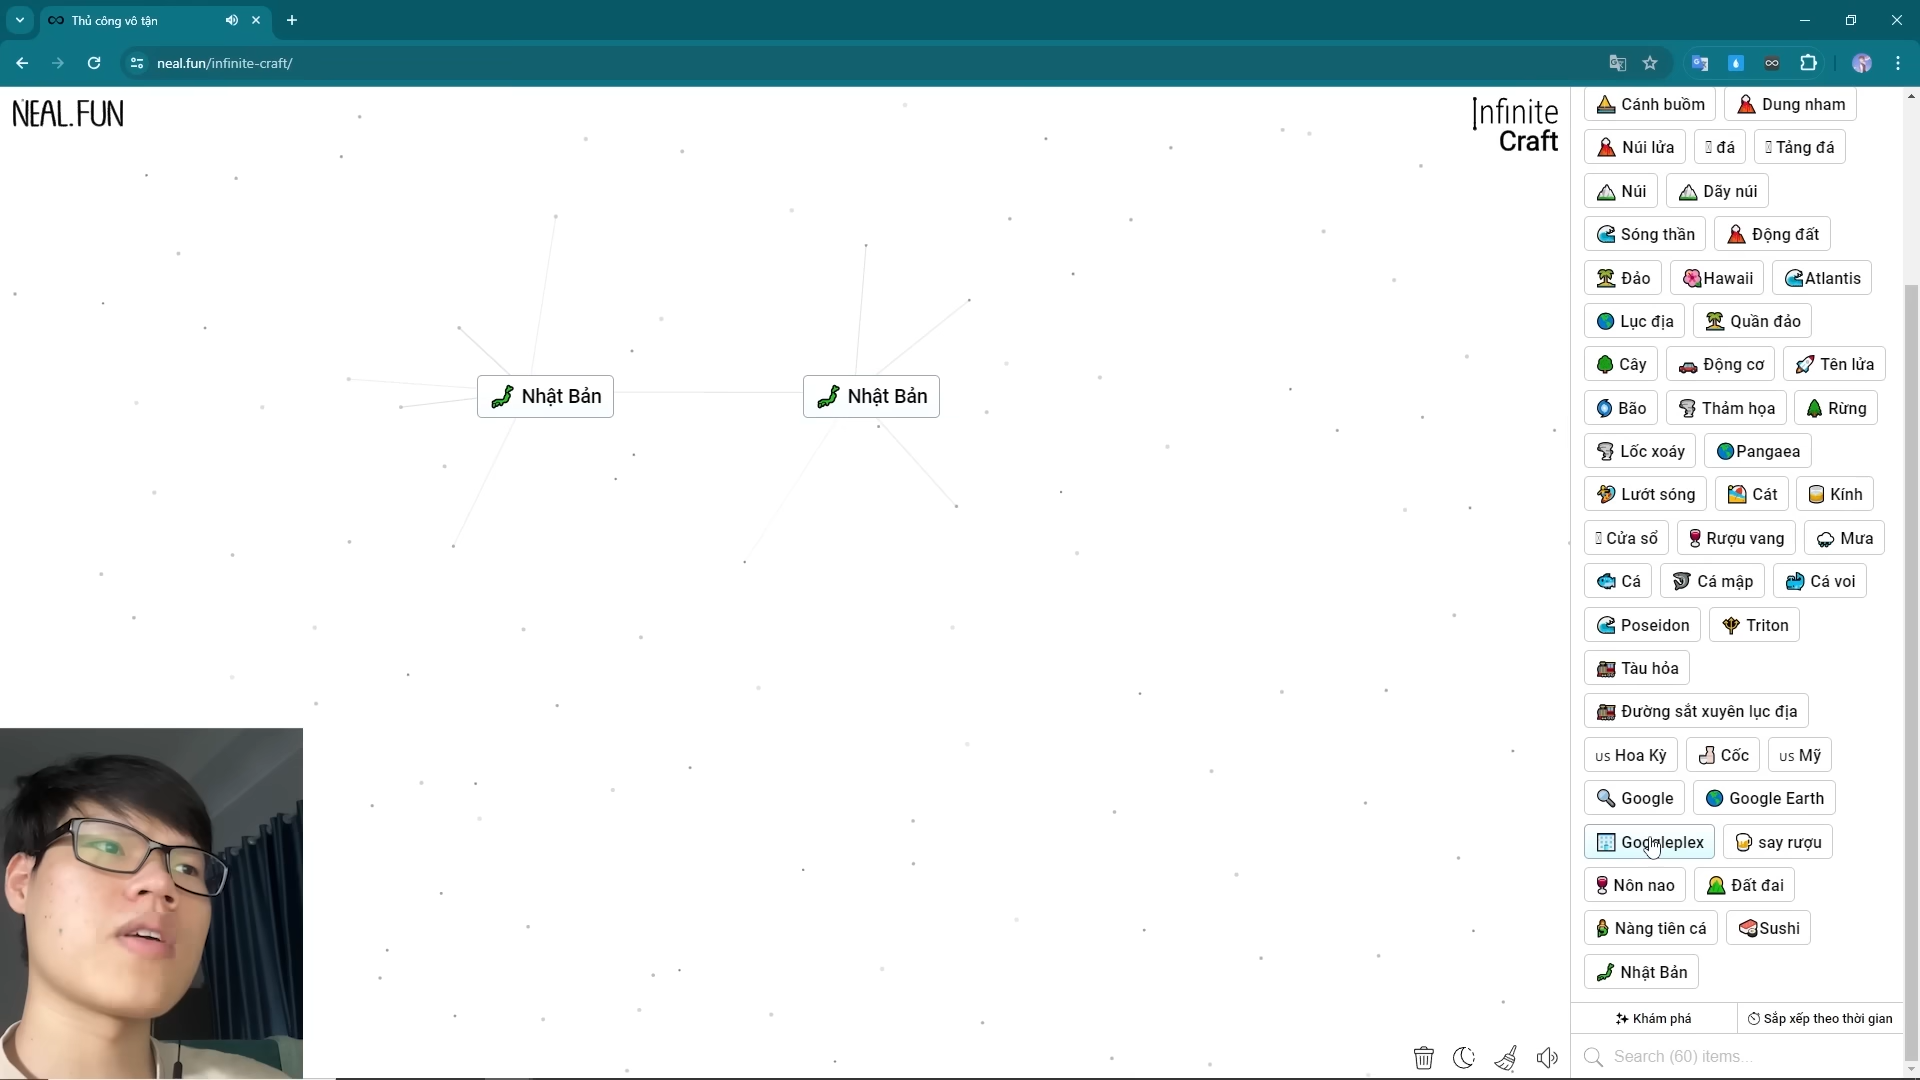 Thủ công vô tận
neal.fun/infinite-craft/
NEAL.FUN
Infinite
Craft
Nhật Bản
Nhật Bản
Cánh buồm Dung nham
Núi lửa đá Tảng đá
Núi Dãy núi
Sóng thần Động đất
Đảo Hawaii Atlantis
Lục địa Quần đảo
Cây Động cơ Tên lửa
Bão Thảm họa Rừng
Lốc xoáy Pangaea
Lướt sóng Cát Kính
Cửa sổ Rượu vang Mưa
Cá Cá mập Cá voi
Poseidon Triton
Tàu hỏa
Đường sắt xuyên lục địa
US Hoa Kỳ Cốc US Mỹ
Google Google Earth
Googleplex say rượu
Nôn nao Đất đai
Nàng tiên cá Sushi
Nhật Bản
Khám phá Sắp xếp theo thời gian
Search (60) items...